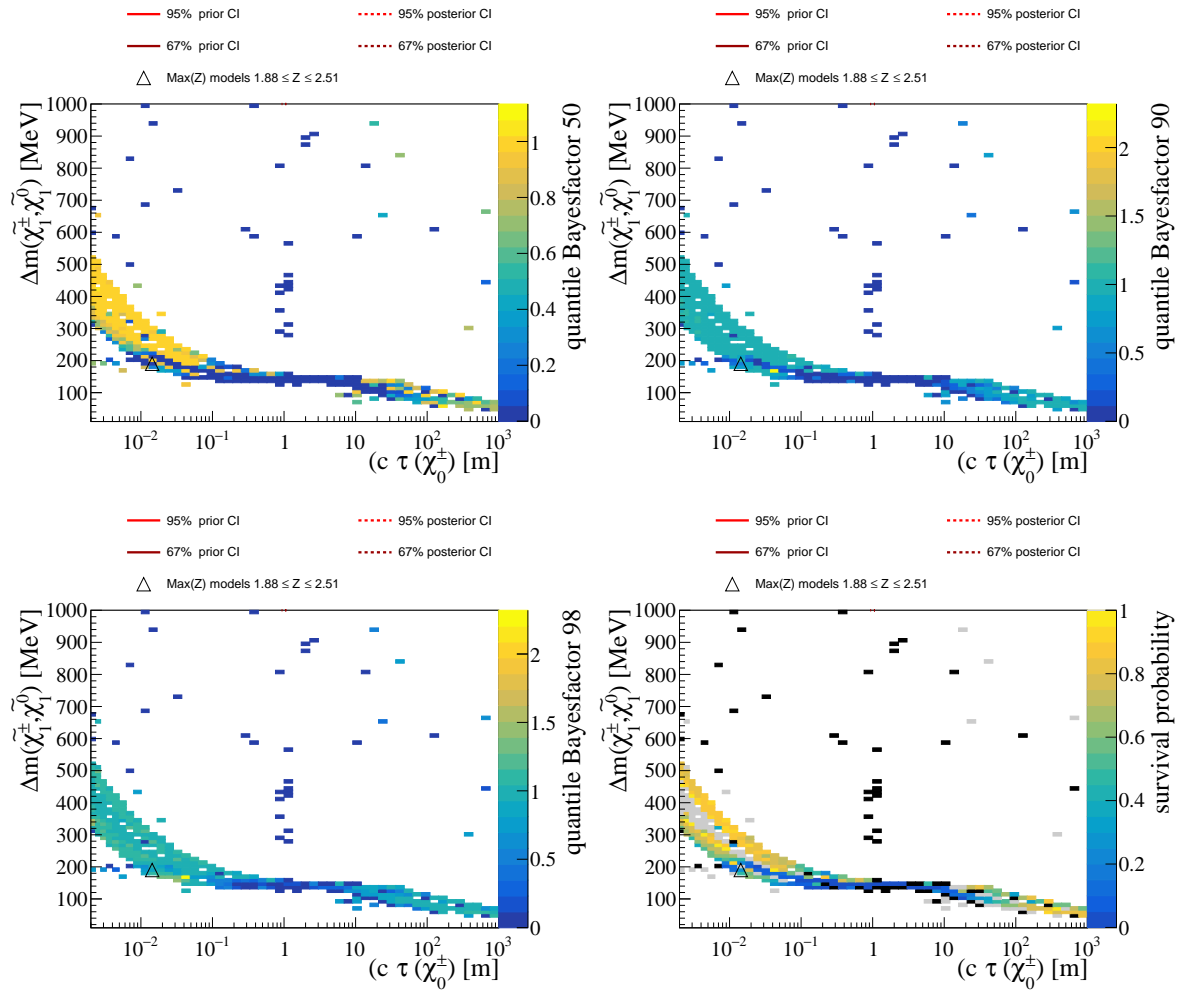 95% prior CI
95% posterior CI
67% prior CI
67% posterior CI
Max(Z) models 1.88 ≤ Z ≤ 2.51
1000
900
800
700
600
500
400
300
200
100
Δm(χ̃₁±,χ̃₁⁰) [MeV]
10⁻² 10⁻¹ 1 10 10² 10³
(c τ (χ₀±) [m]
1
0.8
0.6
0.4
0.2
0
quantile Bayesfactor 50
95% prior CI
95% posterior CI
67% prior CI
67% posterior CI
Max(Z) models 1.88 ≤ Z ≤ 2.51
1000
900
800
700
600
500
400
300
200
100
Δm(χ̃₁±,χ̃₁⁰) [MeV]
10⁻² 10⁻¹ 1 10 10² 10³
(c τ (χ₀±) [m]
2
1.5
1
0.5
0
quantile Bayesfactor 90
95% prior CI
95% posterior CI
67% prior CI
67% posterior CI
Max(Z) models 1.88 ≤ Z ≤ 2.51
1000
900
800
700
600
500
400
300
200
100
Δm(χ̃₁±,χ̃₁⁰) [MeV]
10⁻² 10⁻¹ 1 10 10² 10³
(c τ (χ₀±) [m]
2
1.5
1
0.5
0
quantile Bayesfactor 98
95% prior CI
95% posterior CI
67% prior CI
67% posterior CI
Max(Z) models 1.88 ≤ Z ≤ 2.51
1000
900
800
700
600
500
400
300
200
100
Δm(χ̃₁±,χ̃₁⁰) [MeV]
10⁻² 10⁻¹ 1 10 10² 10³
(c τ (χ₀±) [m]
1
0.8
0.6
0.4
0.2
0
survival probability